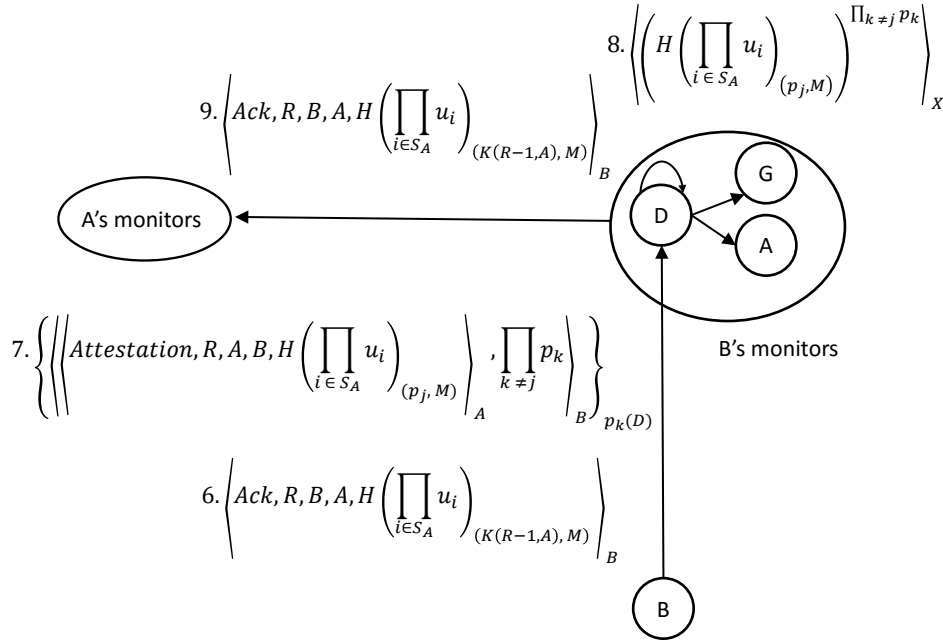 8. ⟨(H(∏_{i ∈ S_A} u_i)_{(p_j,M)})^{∏_{k≠j} p_k}⟩_X
9. ⟨Ack, R, B, A, H(∏_{i∈S_A} u_i)_{(K(R−1,A), M)}⟩_B
G
D
A's monitors
A
7. {⟨⟨Attestation, R, A, B, H(∏_{i ∈ S_A} u_i)_{(p_j, M)}⟩_A, ∏_{k ≠ j} p_k⟩_B}_{p_k(D)}
B's monitors
6. ⟨Ack, R, B, A, H(∏_{i∈S_A} u_i)_{(K(R−1,A), M)}⟩_B
B